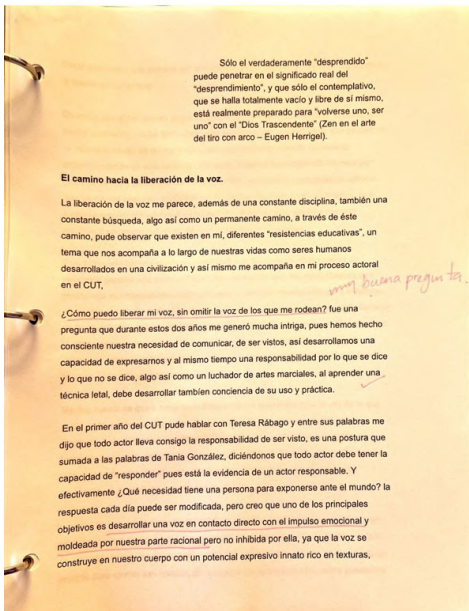 Sólo el verdaderamente "desprendido"
puede penetrar en el significado real del
"desprendimiento", y que sólo el contemplativo,
que se halla totalmente vacío y libre de sí mismo,
está realmente preparado para "volverse uno, ser
uno" con el "Dios Trascendente" (Zen en el arte
del tiro con arco – Eugen Herrigel).
El camino hacia la liberación de la voz.
La liberación de la voz me parece, además de una constante disciplina, también una
constante búsqueda, algo así como un permanente camino, a través de éste
camino, pude observar que existen en mí, diferentes "resistencias educativas", un
tema que nos acompaña a lo largo de nuestras vidas como seres humanos
desarrollados en una civilización y así mismo me acompaña en mi proceso actoral
en el CUT,
muy buena pregunta.
¿Cómo puedo liberar mi voz, sin omitir la voz de los que me rodean? fue una
pregunta que durante estos dos años me generó mucha intriga, pues hemos hecho
consciente nuestra necesidad de comunicar, de ser vistos, así desarrollamos una
capacidad de expresarnos y al mismo tiempo una responsabilidad por lo que se dice
y lo que no se dice, algo así como un luchador de artes marciales, al aprender una
técnica letal, debe desarrollar tambíen conciencia de su uso y práctica.
En el primer año del CUT pude hablar con Teresa Rábago y entre sus palabras me
dijo que todo actor lleva consigo la responsabilidad de ser visto, es una postura que
sumada a las palabras de Tania González, diciéndonos que todo actor debe tener la
capacidad de "responder" pues está la evidencia de un actor responsable. Y
efectivamente ¿Qué necesidad tiene una persona para exponerse ante el mundo? la
respuesta cada día puede ser modificada, pero creo que uno de los principales
objetivos es desarrollar una voz en contacto directo con el impulso emocional y
moldeada por nuestra parte racional pero no inhibida por ella, ya que la voz se
construye en nuestro cuerpo con un potencial expresivo innato rico en texturas,